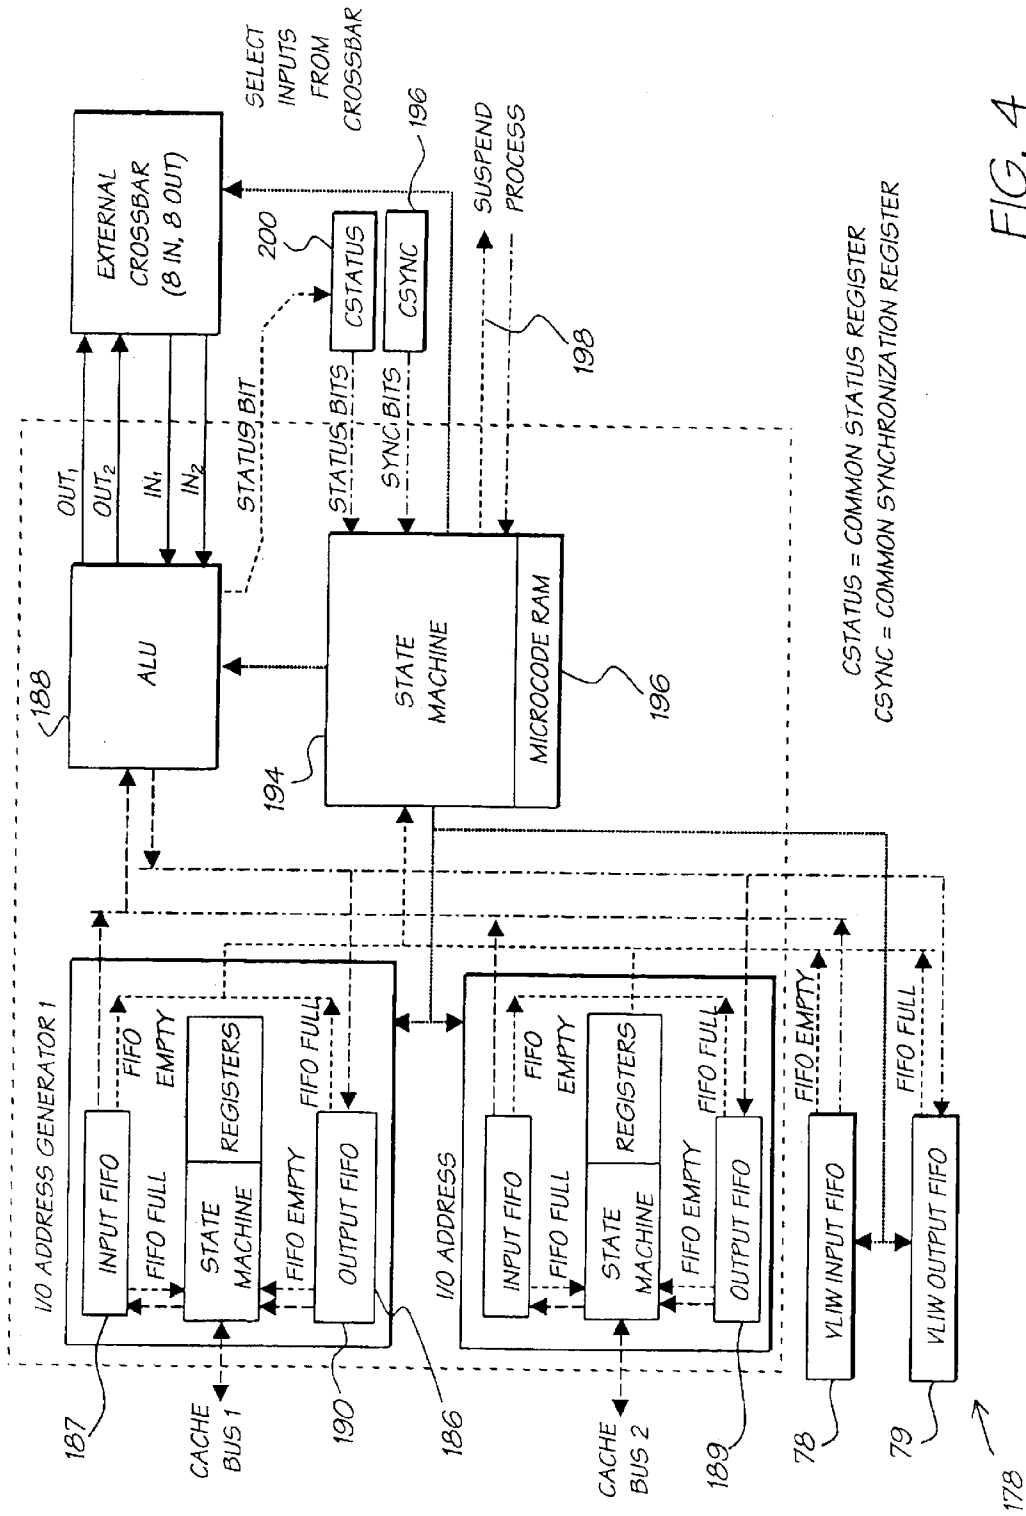 I/O ADDRESS GENERATOR 1
187
INPUT FIFO
FIFO FULL
FIFO
EMPTY
STATE
MACHINE
REGISTERS
CACHE
BUS 1
FIFO EMPTY
FIFO FULL
OUTPUT FIFO
190
186
I/O ADDRESS
INPUT FIFO
FIFO FULL
FIFO
EMPTY
STATE
MACHINE
REGISTERS
CACHE
BUS 2
FIFO EMPTY
FIFO FULL
OUTPUT FIFO
189
VLIW INPUT FIFO
FIFO EMPTY
78
VLIW OUTPUT FIFO
FIFO FULL
79
178
188
ALU
OUT1
OUT2
IN1
IN2
EXTERNAL
CROSSBAR
(8 IN, 8 OUT)
STATUS BIT
SELECT
INPUTS
FROM
CROSSBAR
200
CSTATUS
STATUS BITS
196
CSYNC
SYNC BITS
194
STATE
MACHINE
MICROCODE RAM
196
SUSPEND
PROCESS
198
CSTATUS = COMMON STATUS REGISTER
CSYNC = COMMON SYNCHRONIZATION REGISTER
FIG. 4